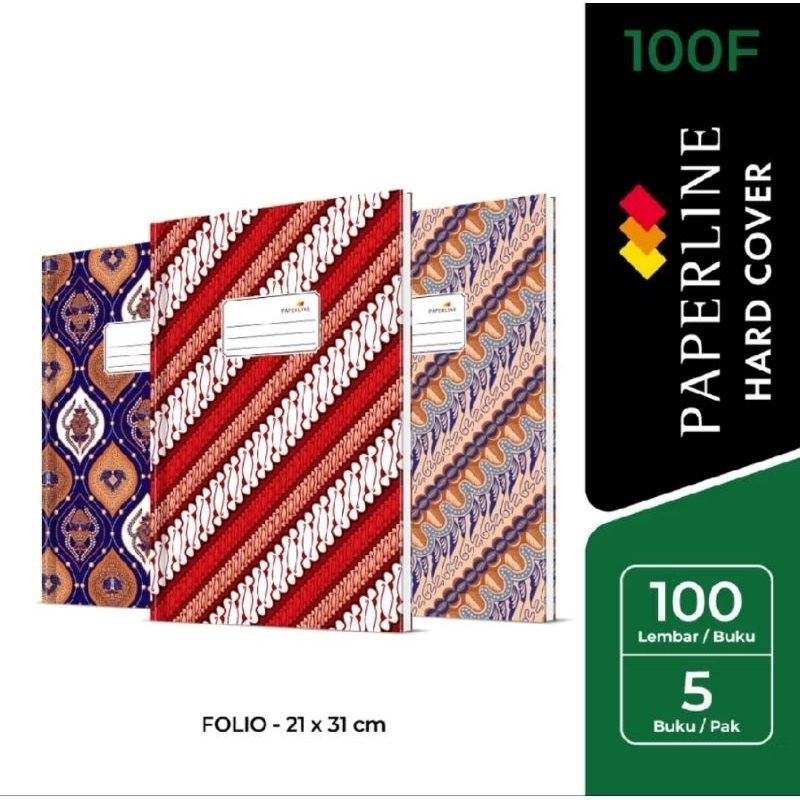 100F
PAPERLINE
HARD COVER
PAPERLINE
PAPERLINE
FOLIO - 21 x 31 cm
100
Lembar / Buku
5
Buku / Pak